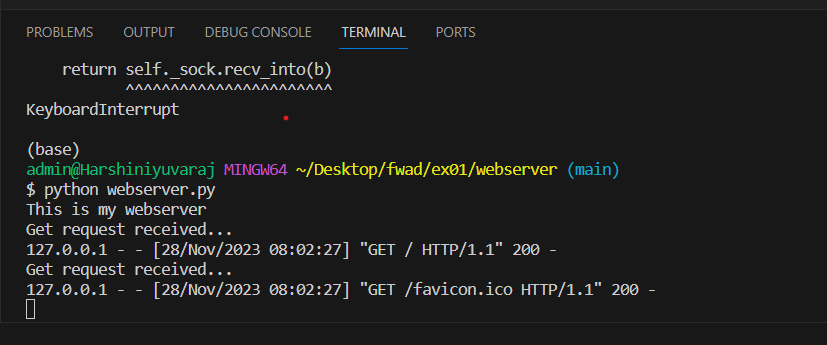 PROBLEMS OUTPUT DEBUG CONSOLE TERMINAL PORTS
return self._sock.recv_into(b)
^^^^^^^^^^^^^^^^^^^^^^^
KeyboardInterrupt
(base)
admin@Harshiniyuvaraj MINGW64 ~/Desktop/fwad/ex01/webserver (main)
$ python webserver.py
This is my webserver
Get request received...
127.0.0.1 - - [28/Nov/2023 08:02:27] "GET / HTTP/1.1" 200 -
Get request received...
127.0.0.1 - - [28/Nov/2023 08:02:27] "GET /favicon.ico HTTP/1.1" 200 -